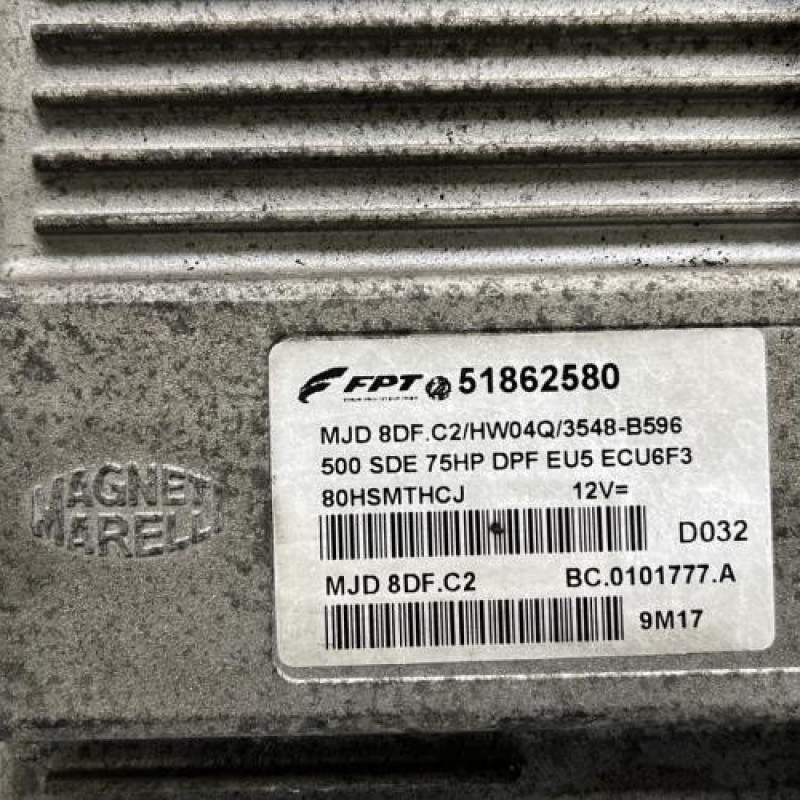 FPT 51862580
MJD 8DF.C2/HW04Q/3548-B596
500 SDE 75HP DPF EU5 ECU6F3
80HSMTHCJ 12V=
D032
MJD 8DF.C2 BC.0101777.A
9M17
MAGNETI
MARELLI